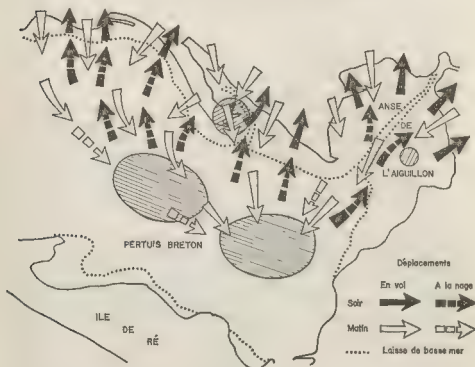 ANSE
DE
L'AIGUILLON
PERTUIS BRETON
ILE
DE
RÉ
Déplacements
En vol
A la nage
Soir
Matin
Laisse de basse mer